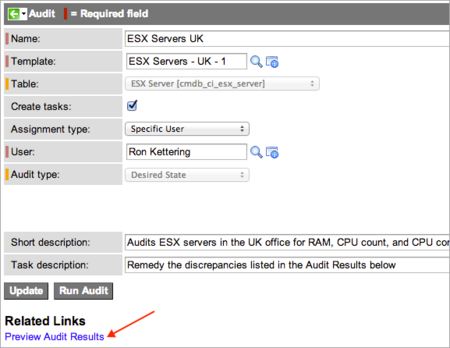 Audit = Required field
Name: ESX Servers UK
Template: ESX Servers - UK - 1
Table: ESX Server [cmdb_ci_esx_server]
Create tasks:
Assignment type: Specific User
User: Ron Kettering
Audit type: Desired State
Short description: Audits ESX servers in the UK office for RAM, CPU count, and CPU cor
Task description: Remedy the discrepancies listed in the Audit Results below
Update Run Audit
Related Links
Preview Audit Results